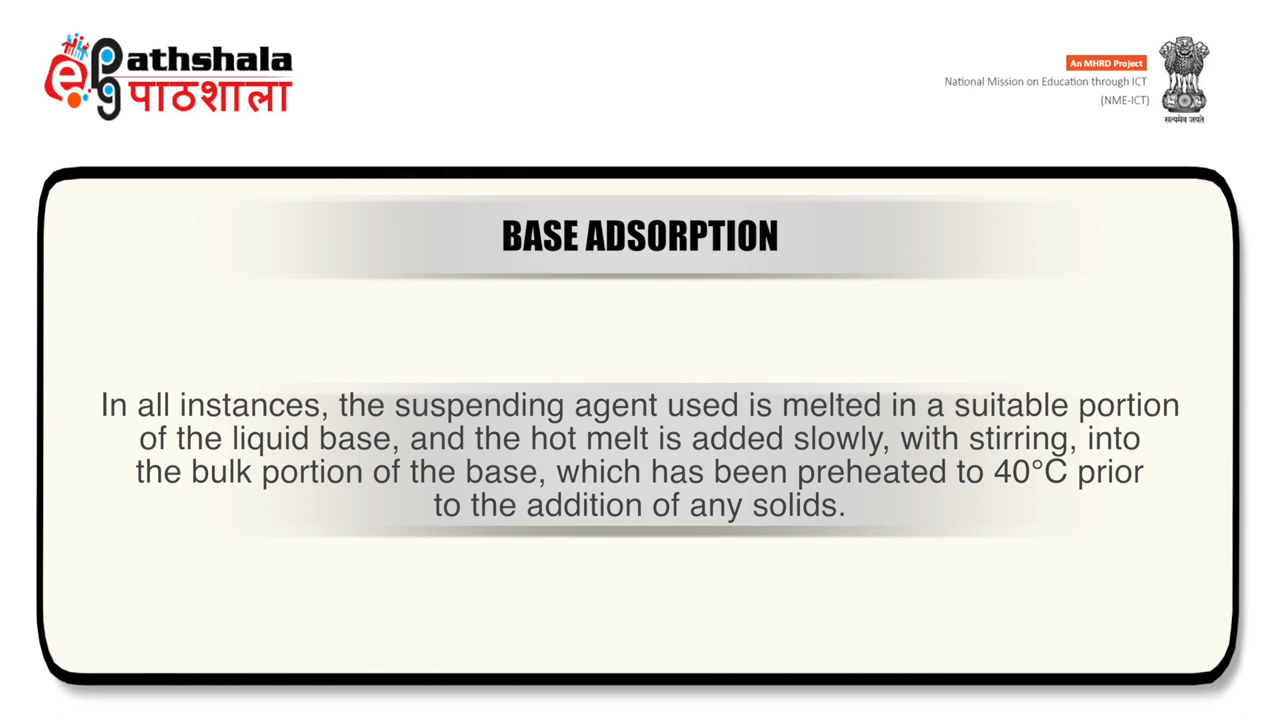 athshala
पाठशाला
An MHRD Project
National Mission on Education through ICT
(NME-ICT)
सत्यमेव जयते
BASE ADSORPTION
In all instances, the suspending agent used is melted in a suitable portion
of the liquid base, and the hot melt is added slowly, with stirring, into
the bulk portion of the base, which has been preheated to 40°C prior
to the addition of any solids.